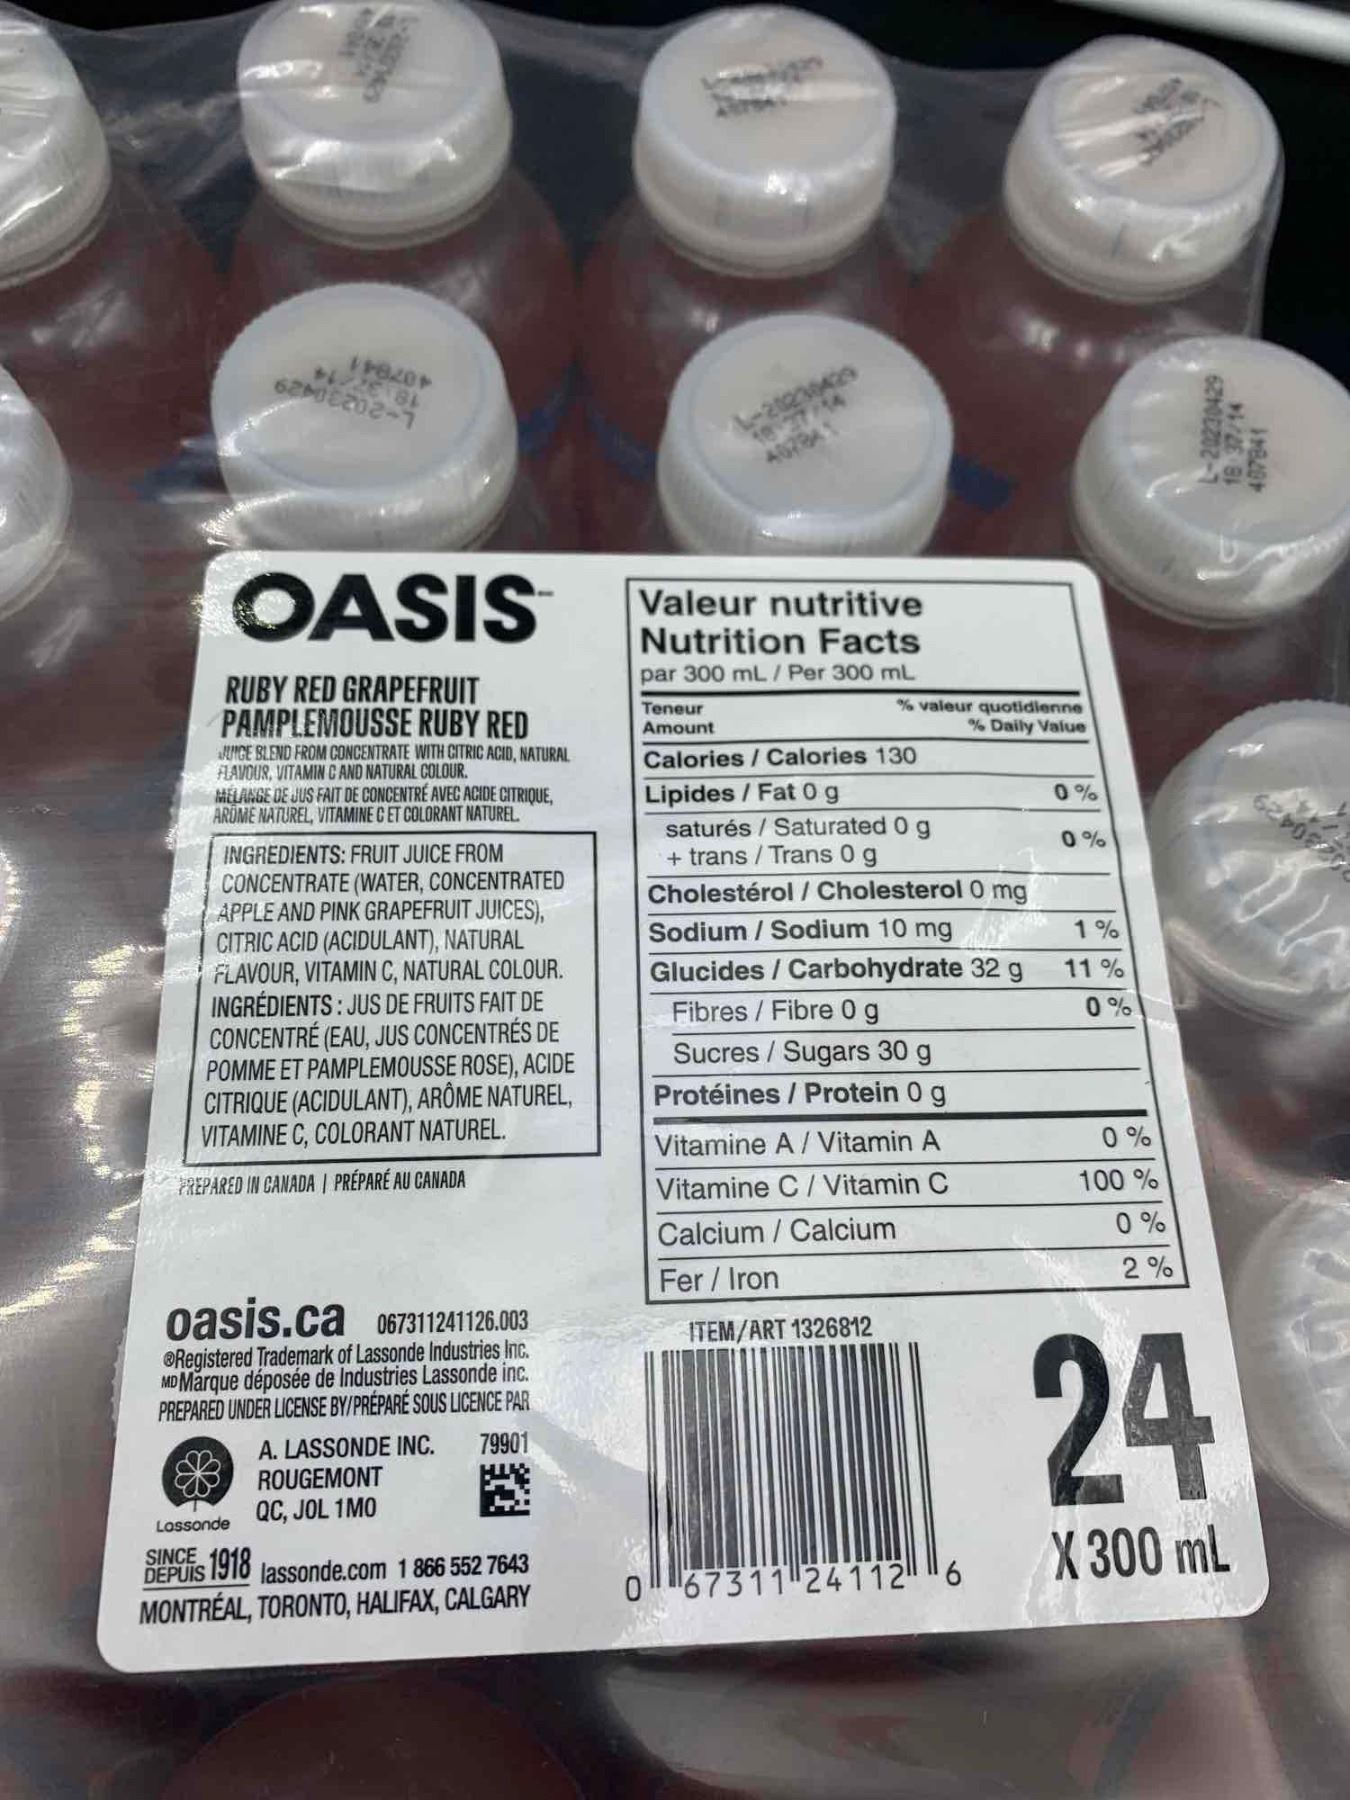 L-20230429
18:37/14
407841
L-20230429
18:37/14
407841
L-20230429
18:37/14
407841
OASIS
RUBY RED GRAPEFRUIT
PAMPLEMOUSSE RUBY RED
JUICE BLEND FROM CONCENTRATE WITH CITRIC ACID, NATURAL
FLAVOUR, VITAMIN C AND NATURAL COLOUR.
MÉLANGE DE JUS FAIT DE CONCENTRÉ AVEC ACIDE CITRIQUE,
ARÔME NATUREL, VITAMINE C ET COLORANT NATUREL.
INGREDIENTS: FRUIT JUICE FROM
CONCENTRATE (WATER, CONCENTRATED
APPLE AND PINK GRAPEFRUIT JUICES),
CITRIC ACID (ACIDULANT), NATURAL
FLAVOUR, VITAMIN C, NATURAL COLOUR.
INGRÉDIENTS : JUS DE FRUITS FAIT DE
CONCENTRÉ (EAU, JUS CONCENTRÉS DE
POMME ET PAMPLEMOUSSE ROSE), ACIDE
CITRIQUE (ACIDULANT), ARÔME NATUREL,
VITAMINE C, COLORANT NATUREL.
PREPARED IN CANADA | PRÉPARÉ AU CANADA
oasis.ca 067311241126.003
®Registered Trademark of Lassonde Industries Inc.
MD Marque déposée de Industries Lassonde inc.
PREPARED UNDER LICENSE BY/PRÉPARÉ SOUS LICENCE PAR
A. LASSONDE INC. 79901
ROUGEMONT
QC, J0L 1M0
Lassonde
SINCE
DEPUIS 1918 lassonde.com 1 866 552 7643
MONTRÉAL, TORONTO, HALIFAX, CALGARY
Valeur nutritive
Nutrition Facts
par 300 mL / Per 300 mL
Teneur % valeur quotidienne
Amount % Daily Value
Calories / Calories 130
Lipides / Fat 0 g 0 %
saturés / Saturated 0 g
+ trans / Trans 0 g 0 %
Cholestérol / Cholesterol 0 mg
Sodium / Sodium 10 mg 1 %
Glucides / Carbohydrate 32 g 11 %
Fibres / Fibre 0 g 0 %
Sucres / Sugars 30 g
Protéines / Protein 0 g
Vitamine A / Vitamin A 0 %
Vitamine C / Vitamin C 100 %
Calcium / Calcium 0 %
Fer / Iron 2 %
ITEM/ART 1326812
0 67311 24112 6
24
X 300 mL